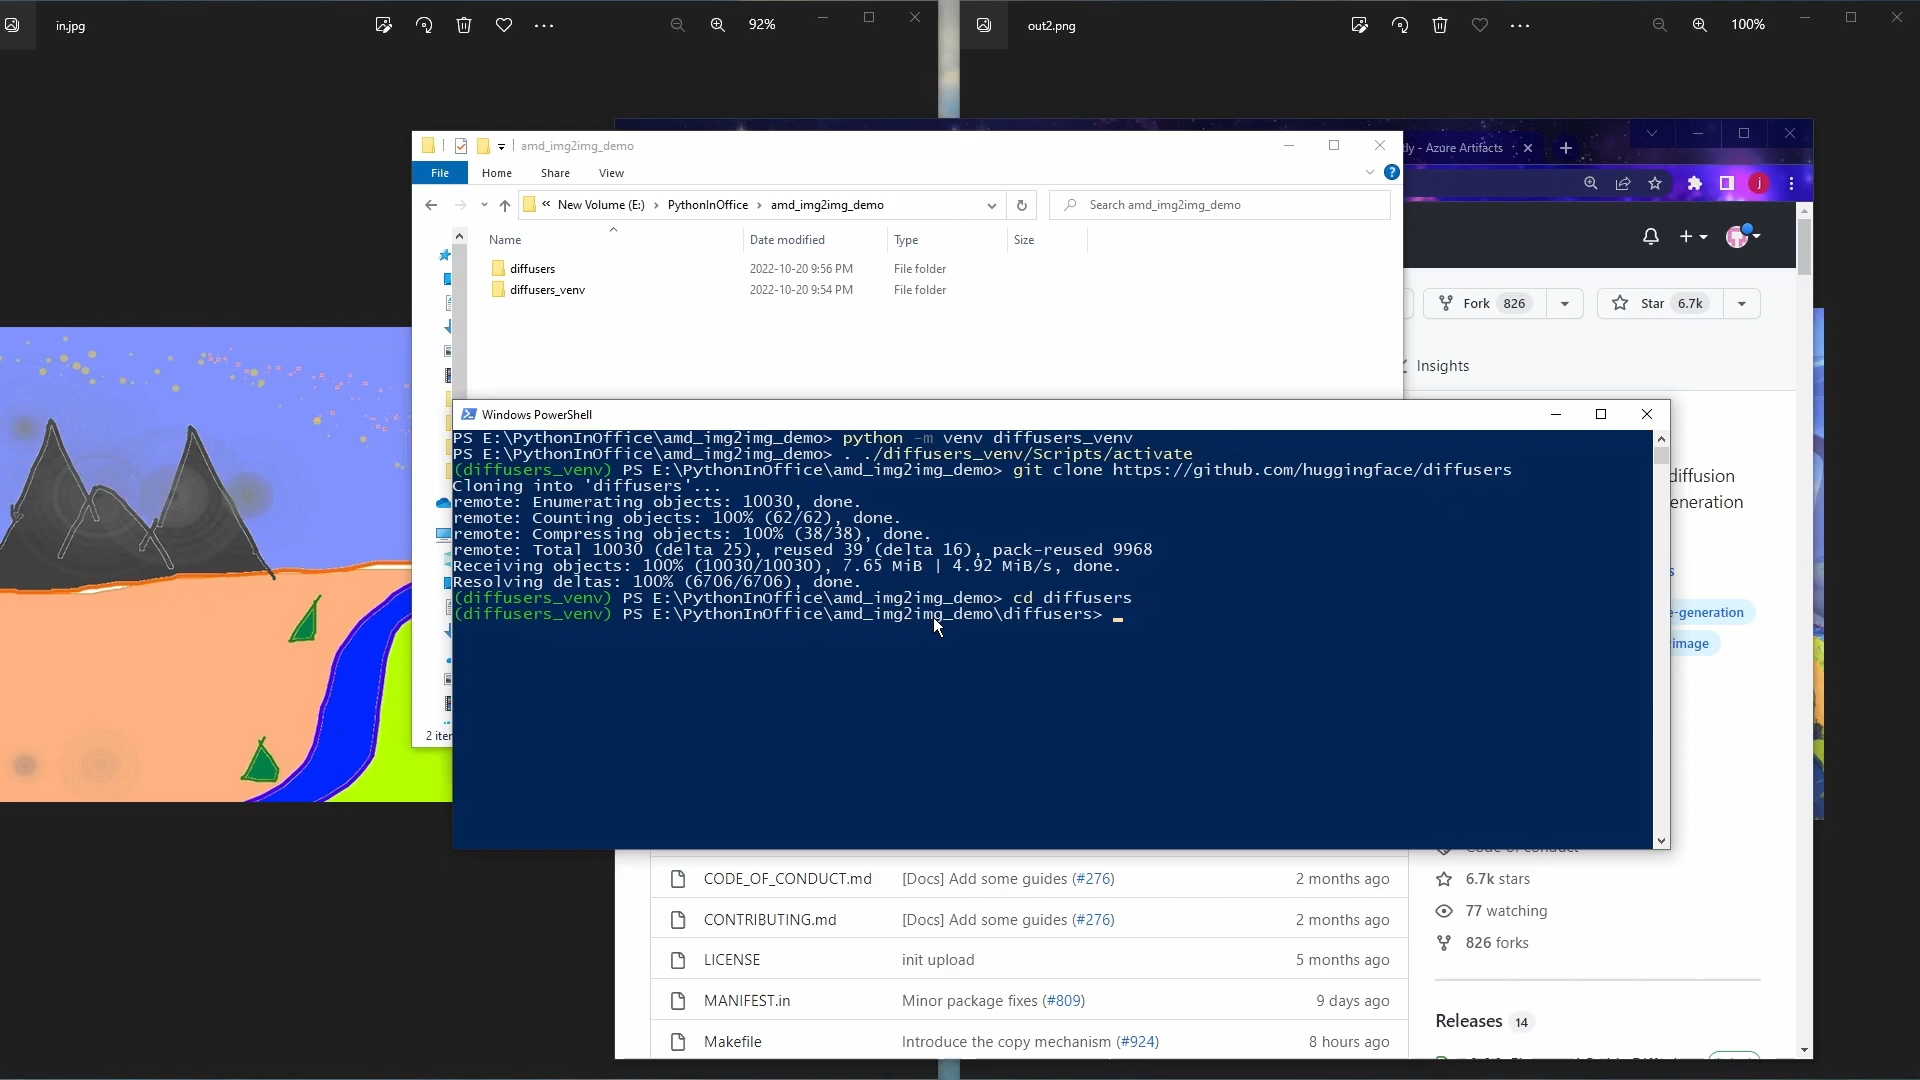 in.jpg
92%
out2.png
100%
amd_img2img_demo
tly - Azure Artifacts
File Home Share View
New Volume (E:) PythonInOffice amd_img2img_demo
Search amd_img2img_demo
Name Date modified Type Size
diffusers 2022-10-20 9:56 PM File folder
diffusers_venv 2022-10-20 9:54 PM File folder
j
Fork 826
Star 6.7k
Insights
Windows PowerShell
PS E:\PythonInOffice\amd_img2img_demo> python -m venv diffusers_venv
PS E:\PythonInOffice\amd_img2img_demo> . ./diffusers_venv/Scripts/activate
(diffusers_venv) PS E:\PythonInOffice\amd_img2img_demo> git clone https://github.com/huggingface/diffusers
Cloning into 'diffusers'...
remote: Enumerating objects: 10030, done.
remote: Counting objects: 100% (62/62), done.
remote: Compressing objects: 100% (38/38), done.
remote: Total 10030 (delta 25), reused 39 (delta 16), pack-reused 9968
Receiving objects: 100% (10030/10030), 7.65 MiB | 4.92 MiB/s, done.
Resolving deltas: 100% (6706/6706), done.
(diffusers_venv) PS E:\PythonInOffice\amd_img2img_demo> cd diffusers
(diffusers_venv) PS E:\PythonInOffice\amd_img2img_demo\diffusers>
2 iter
diffusion
eneration
s
e-generation
image
Code of conduct
CODE_OF_CONDUCT.md [Docs] Add some guides (#276) 2 months ago
CONTRIBUTING.md [Docs] Add some guides (#276) 2 months ago
LICENSE init upload 5 months ago
MANIFEST.in Minor package fixes (#809) 9 days ago
Makefile Introduce the copy mechanism (#924) 8 hours ago
6.7k stars
77 watching
826 forks
Releases 14